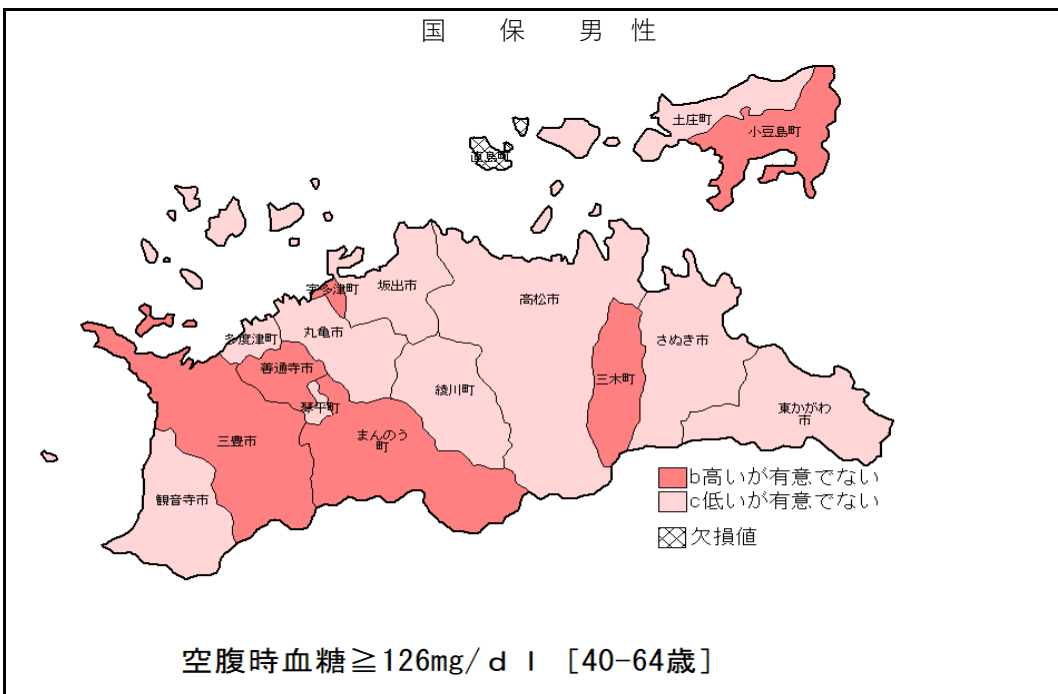 国 保 男 性
土庄町
小豆島町
直島町
宇多津町
坂出市
高松市
多度津町
丸亀市
さぬき市
善通寺市
三木町
綾川町
琴平町
東かがわ
市
三豊市
まんのう
町
観音寺市
b高いが有意でない
c低いが有意でない
欠損値
空腹時血糖≧126mg/ｄｌ［40-64歳］